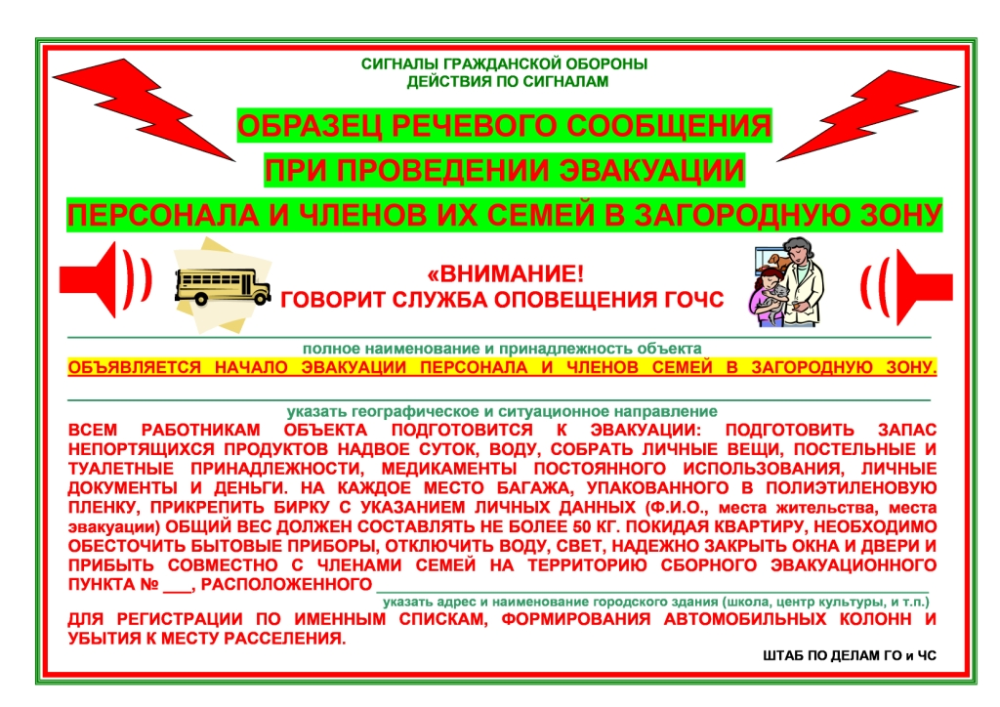 СИГНАЛЫ ГРАЖДАНСКОЙ ОБОРОНЫ
ДЕЙСТВИЯ ПО СИГНАЛАМ
ОБРАЗЕЦ РЕЧЕВОГО СООБЩЕНИЯ
ПРИ ПРОВЕДЕНИИ ЭВАКУАЦИИ
ПЕРСОНАЛА И ЧЛЕНОВ ИХ СЕМЕЙ В ЗАГОРОДНУЮ ЗОНУ
«ВНИМАНИЕ!
ГОВОРИТ СЛУЖБА ОПОВЕЩЕНИЯ ГОЧС
полное наименование и принадлежность объекта
ОБЪЯВЛЯЕТСЯ НАЧАЛО ЭВАКУАЦИИ ПЕРСОНАЛА И ЧЛЕНОВ СЕМЕЙ В ЗАГОРОДНУЮ ЗОНУ.
указать географическое и ситуационное направление
ВСЕМ РАБОТНИКАМ ОБЪЕКТА ПОДГОТОВИТСЯ К ЭВАКУАЦИИ: ПОДГОТОВИТЬ ЗАПАС
НЕПОРТЯЩИХСЯ ПРОДУКТОВ НАДВОЕ СУТОК, ВОДУ, СОБРАТЬ ЛИЧНЫЕ ВЕЩИ, ПОСТЕЛЬНЫЕ И
ТУАЛЕТНЫЕ ПРИНАДЛЕЖНОСТИ, МЕДИКАМЕНТЫ ПОСТОЯННОГО ИСПОЛЬЗОВАНИЯ, ЛИЧНЫЕ
ДОКУМЕНТЫ И ДЕНЬГИ. НА КАЖДОЕ МЕСТО БАГАЖА, УПАКОВАННОГО В ПОЛИЭТИЛЕНОВУЮ
ПЛЕНКУ, ПРИКРЕПИТЬ БИРКУ С УКАЗАНИЕМ ЛИЧНЫХ ДАННЫХ (Ф.И.О., места жительства, места
эвакуации) ОБЩИЙ ВЕС ДОЛЖЕН СОСТАВЛЯТЬ НЕ БОЛЕЕ 50 КГ. ПОКИДАЯ КВАРТИРУ, НЕОБХОДИМО
ОБЕСТОЧИТЬ БЫТОВЫЕ ПРИБОРЫ, ОТКЛЮЧИТЬ ВОДУ, СВЕТ, НАДЕЖНО ЗАКРЫТЬ ОКНА И ДВЕРИ И
ПРИБЫТЬ СОВМЕСТНО С ЧЛЕНАМИ СЕМЕЙ НА ТЕРРИТОРИЮ СБОРНОГО ЭВАКУАЦИОННОГО
ПУНКТА № ___, РАСПОЛОЖЕННОГО ___
указать адрес и наименование городского здания (школа, центр культуры, и т.п.)
ДЛЯ РЕГИСТРАЦИИ ПО ИМЕННЫМ СПИСКАМ, ФОРМИРОВАНИЯ АВТОМОБИЛЬНЫХ КОЛОНН И
УБЫТИЯ К МЕСТУ РАССЕЛЕНИЯ.
ШТАБ ПО ДЕЛАМ ГО и ЧС